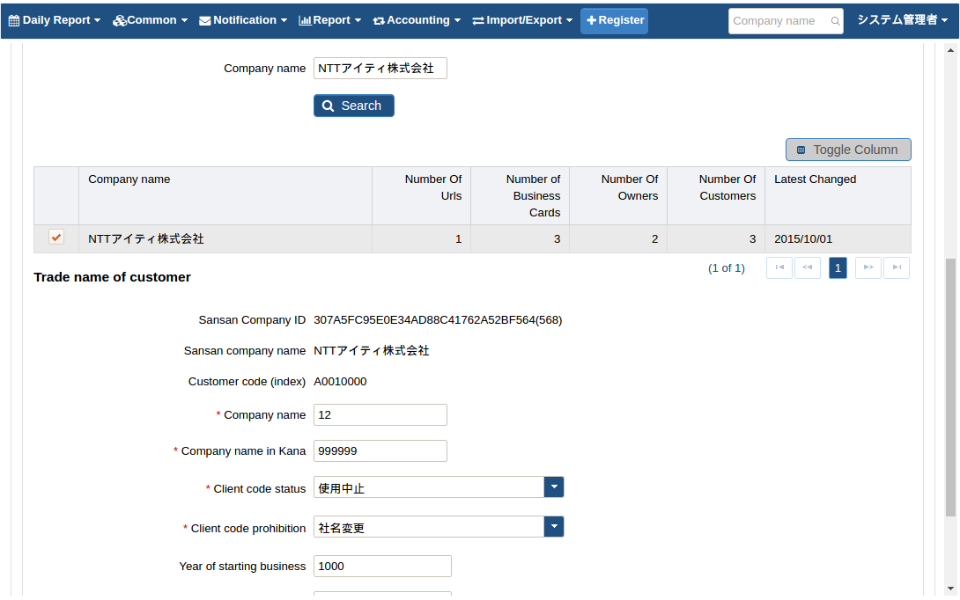 Daily Report Common Notification Report Accounting Import/Export Register Company name システム管理者
Company name NTTアイティ株式会社
Search
Toggle Column
Company name Number Of Urls Number of Business Cards Number Of Owners Number Of Customers Latest Changed
NTTアイティ株式会社 1 3 2 3 2015/10/01
(1 of 1) 1
Trade name of customer
Sansan Company ID 307A5FC95E0E34AD88C41762A52BF564(568)
Sansan company name NTTアイティ株式会社
Customer code (index) A0010000
* Company name 12
* Company name in Kana 999999
* Client code status 使用中止
* Client code prohibition 社名変更
Year of starting business 1000